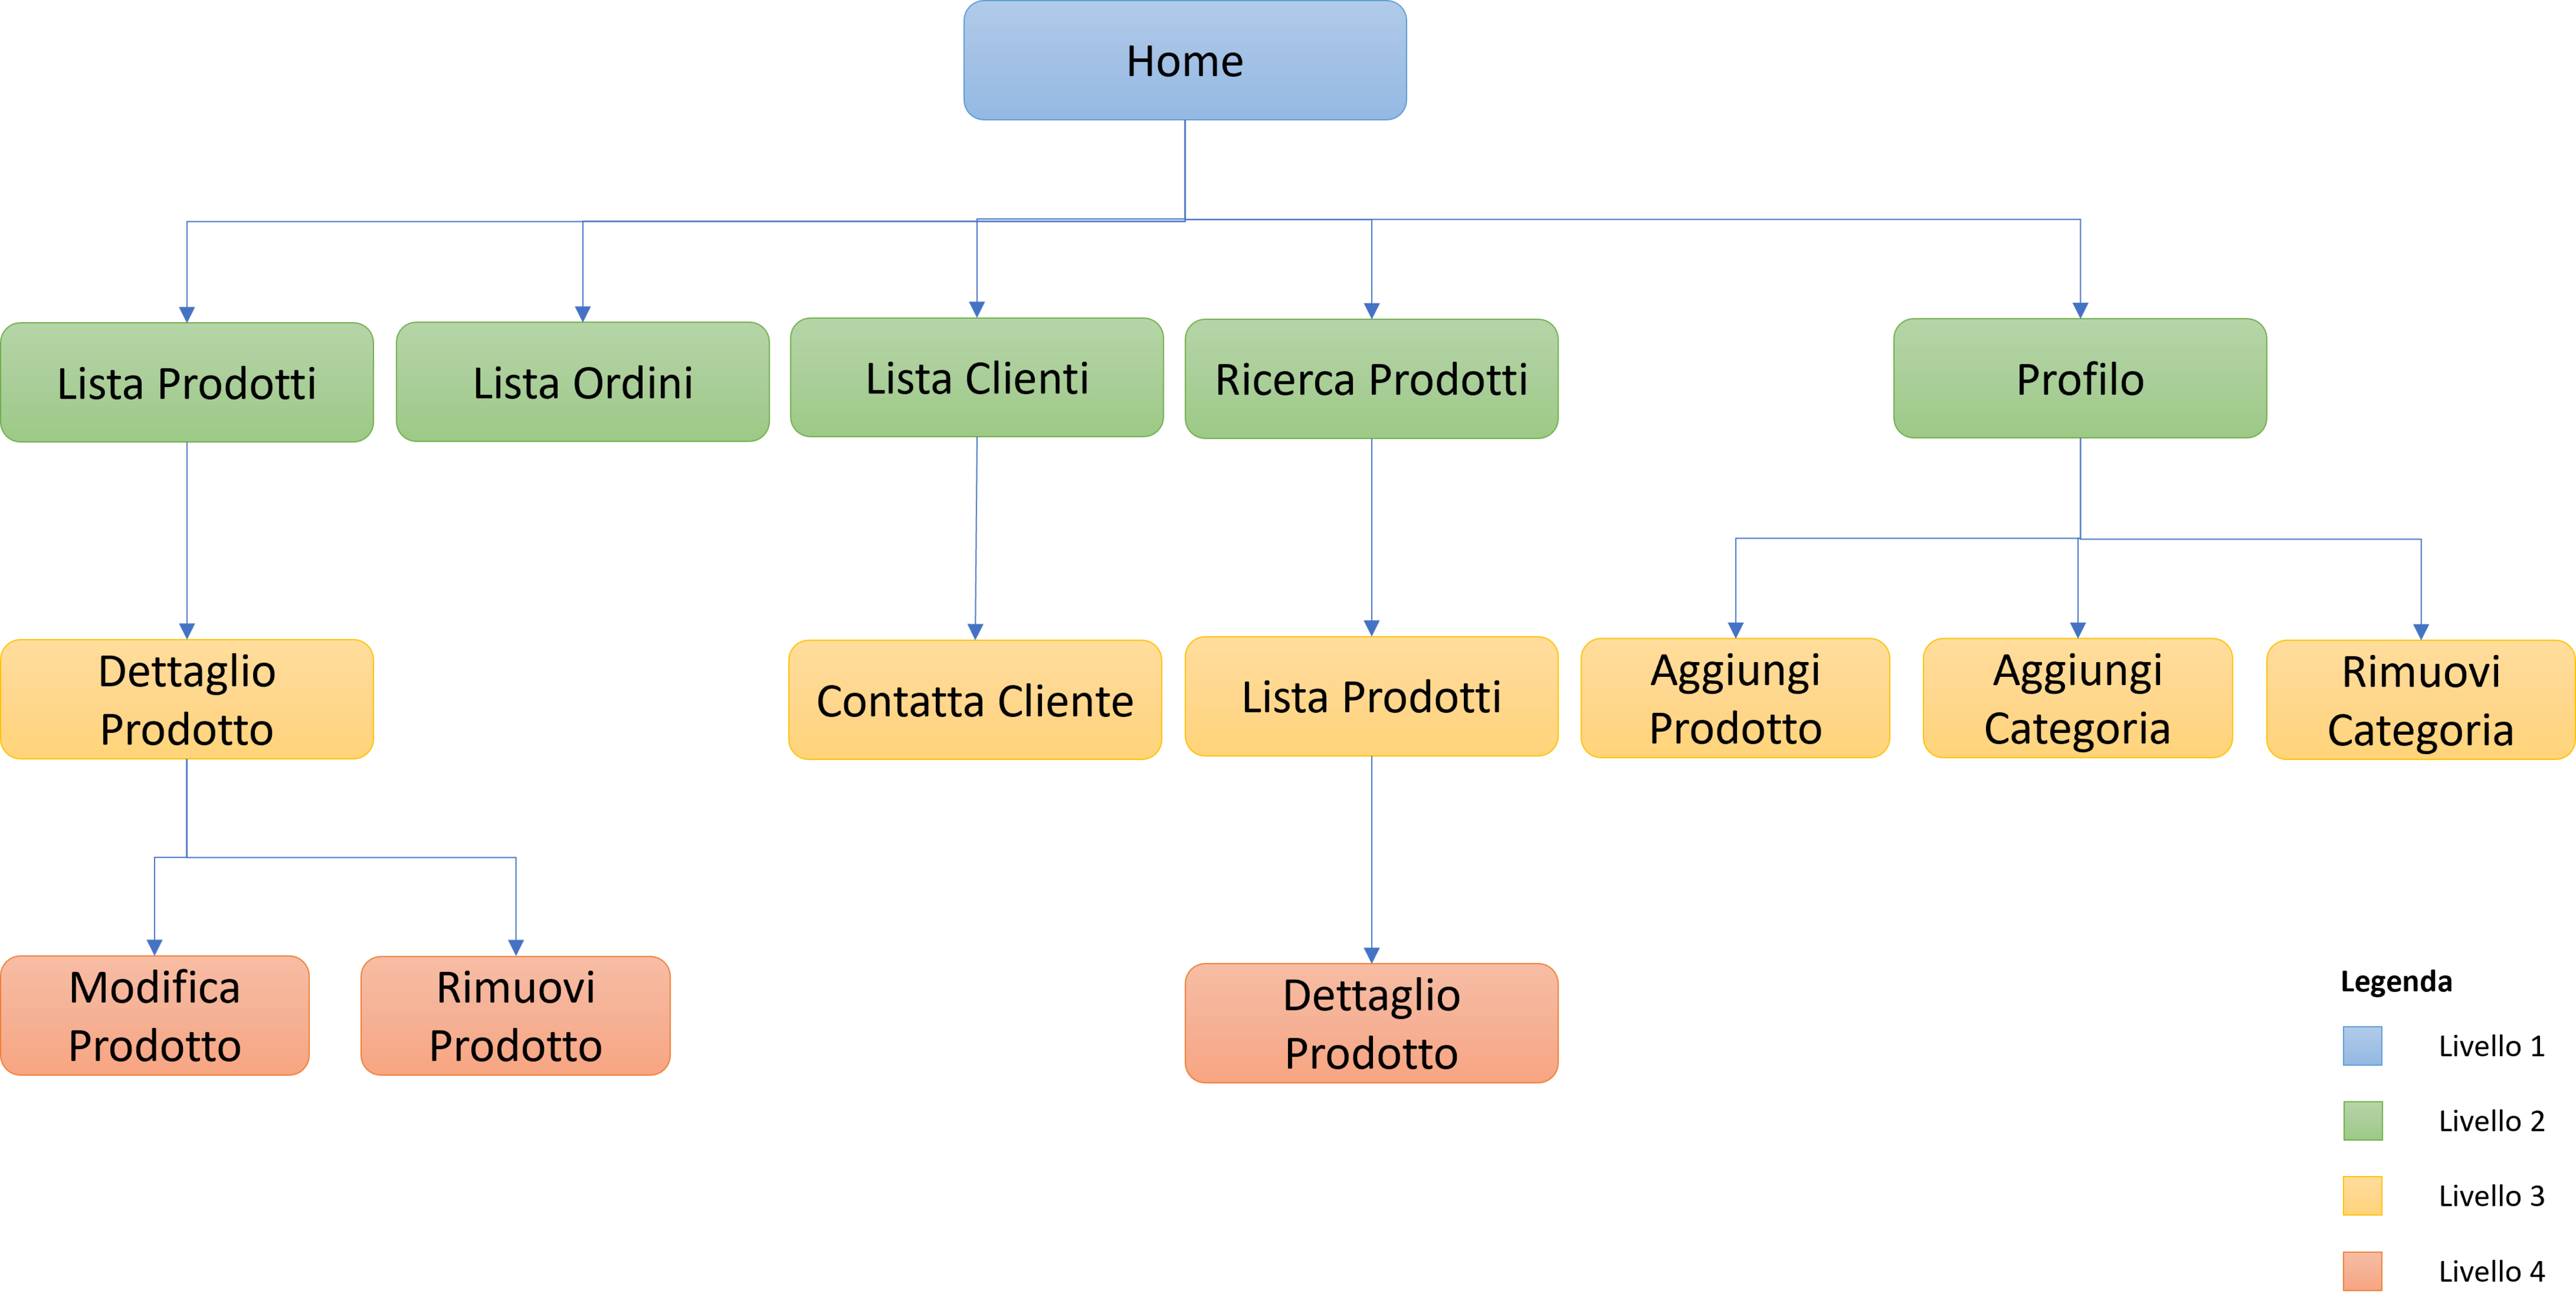 Home
Lista Prodotti
Lista Ordini
Lista Clienti
Ricerca Prodotti
Profilo
Dettaglio
Prodotto
Contatta Cliente
Lista Prodotti
Aggiungi
Prodotto
Aggiungi
Categoria
Rimuovi
Categoria
Modifica
Prodotto
Rimuovi
Prodotto
Dettaglio
Prodotto
Legenda
Livello 1
Livello 2
Livello 3
Livello 4